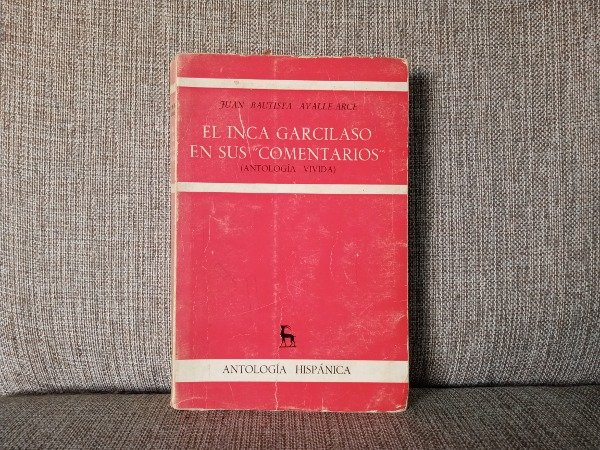 JUAN BAUTISTA AVALLE-ARCE
EL INCA GARCILASO
EN SUS "COMENTARIOS"
(ANTOLOGÍA VIVIDA)
ANTOLOGÍA HISPÁNICA